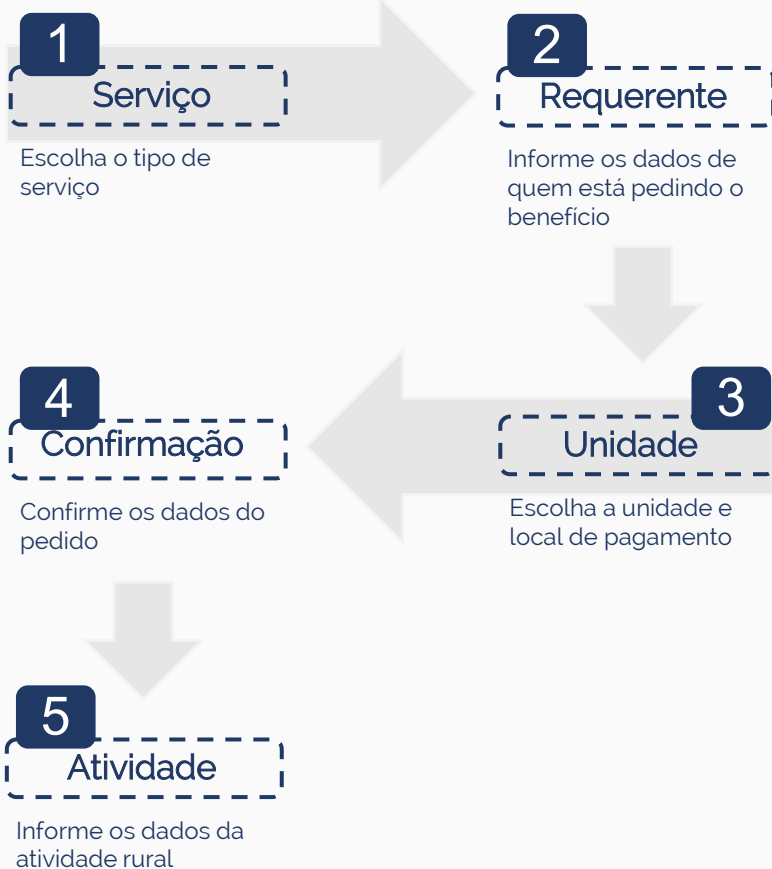 1
Serviço
Escolha o tipo de
serviço
2
Requerente
Informe os dados de
quem está pedindo o
benefício
3
Unidade
Escolha a unidade e
local de pagamento
4
Confirmação
Confirme os dados do
pedido
5
Atividade
Informe os dados da
atividade rural